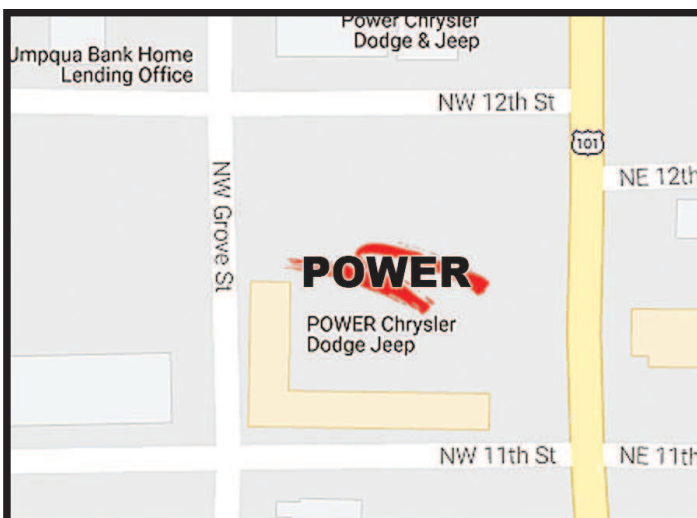 Power Chrysler
Dodge & Jeep
Umpqua Bank Home
Lending Office
NW 12th St
101
NE 12th
NW Grove St
POWER
POWER Chrysler
Dodge Jeep
NW 11th St
NE 11th